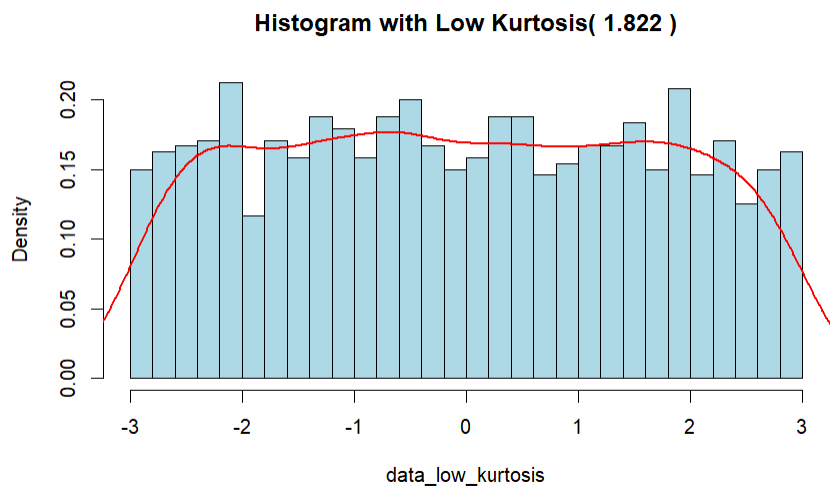 Histogram with Low Kurtosis( 1.822 )
Density
0.20
0.15
0.10
0.05
0.00
-3 -2 -1 0 1 2 3
data_low_kurtosis